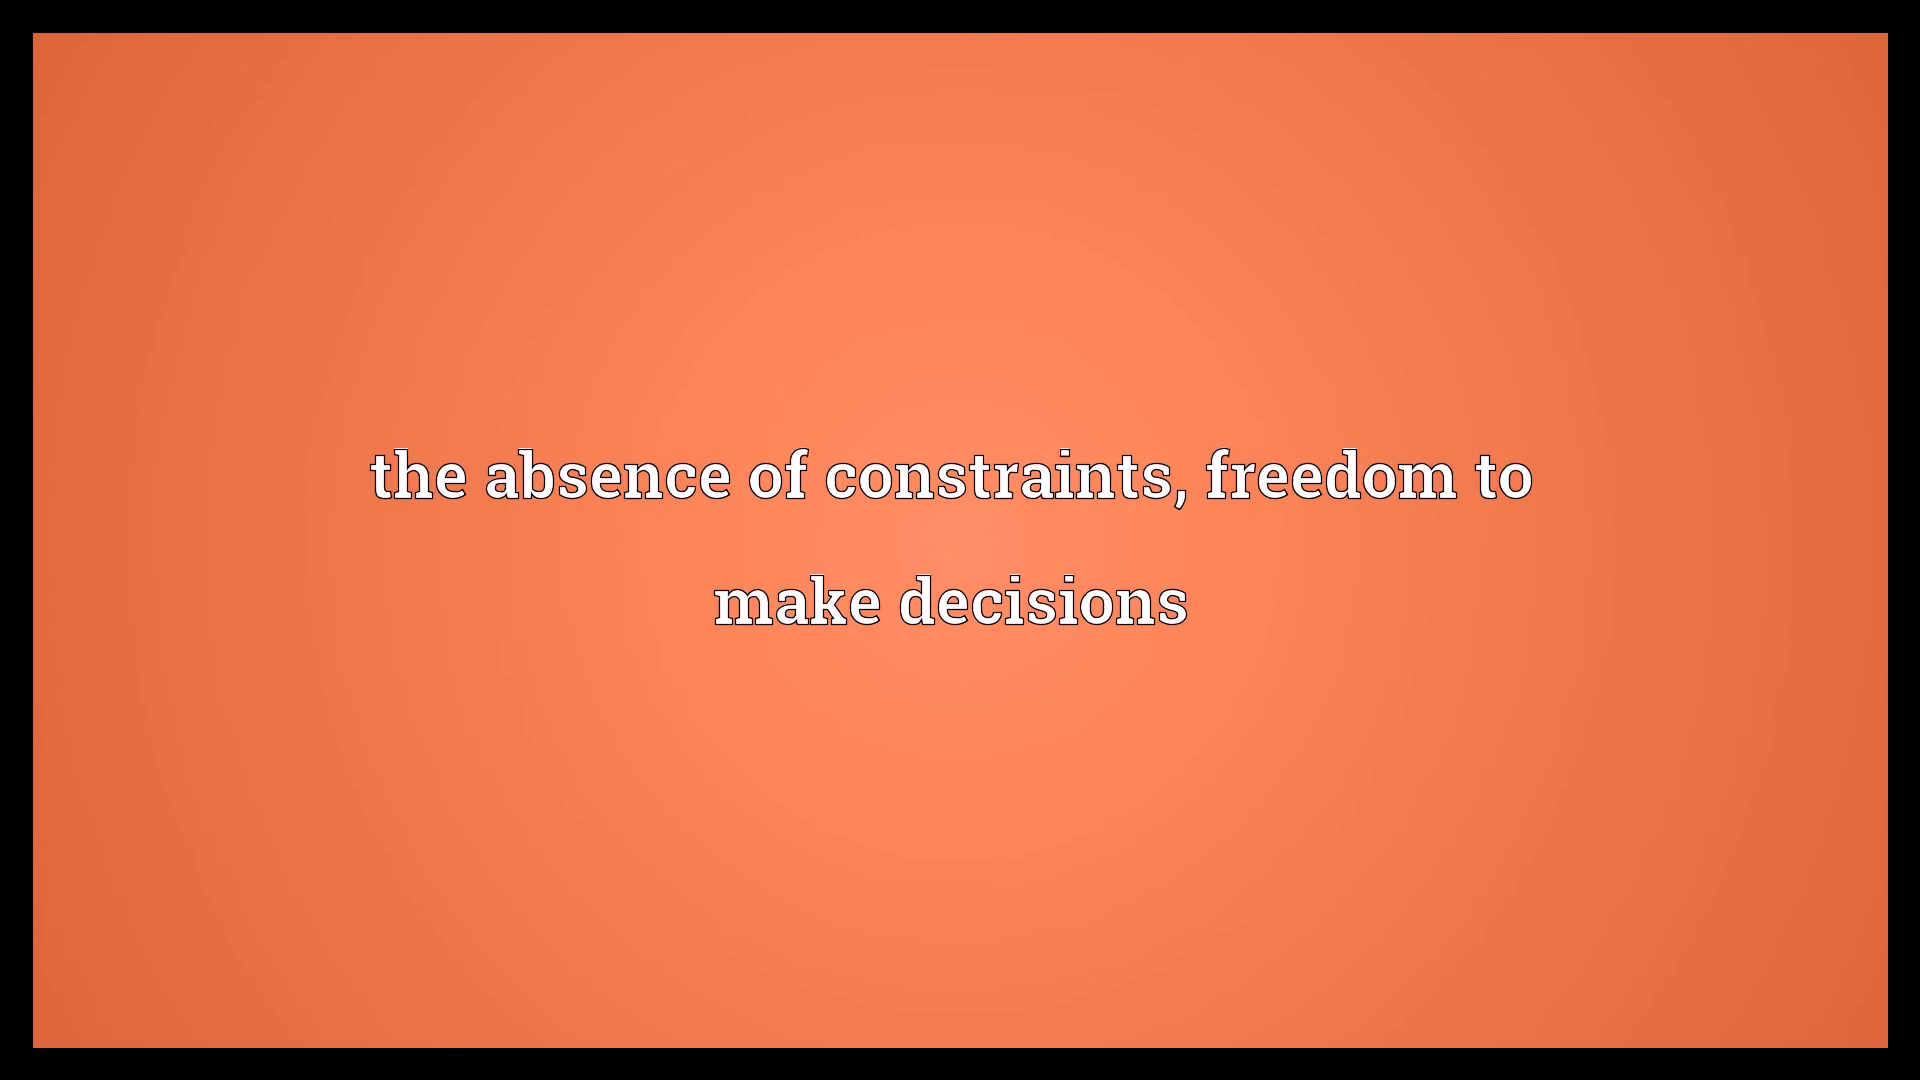 the absence of constraints, freedom to
make decisions